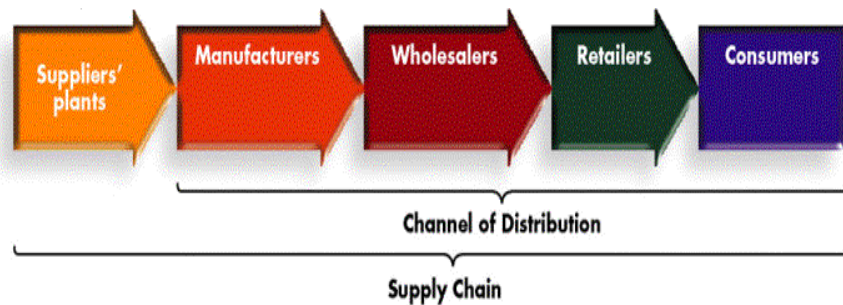 Suppliers'
plants
Manufacturers
Wholesalers
Retailers
Consumers
Channel of Distribution
Supply Chain